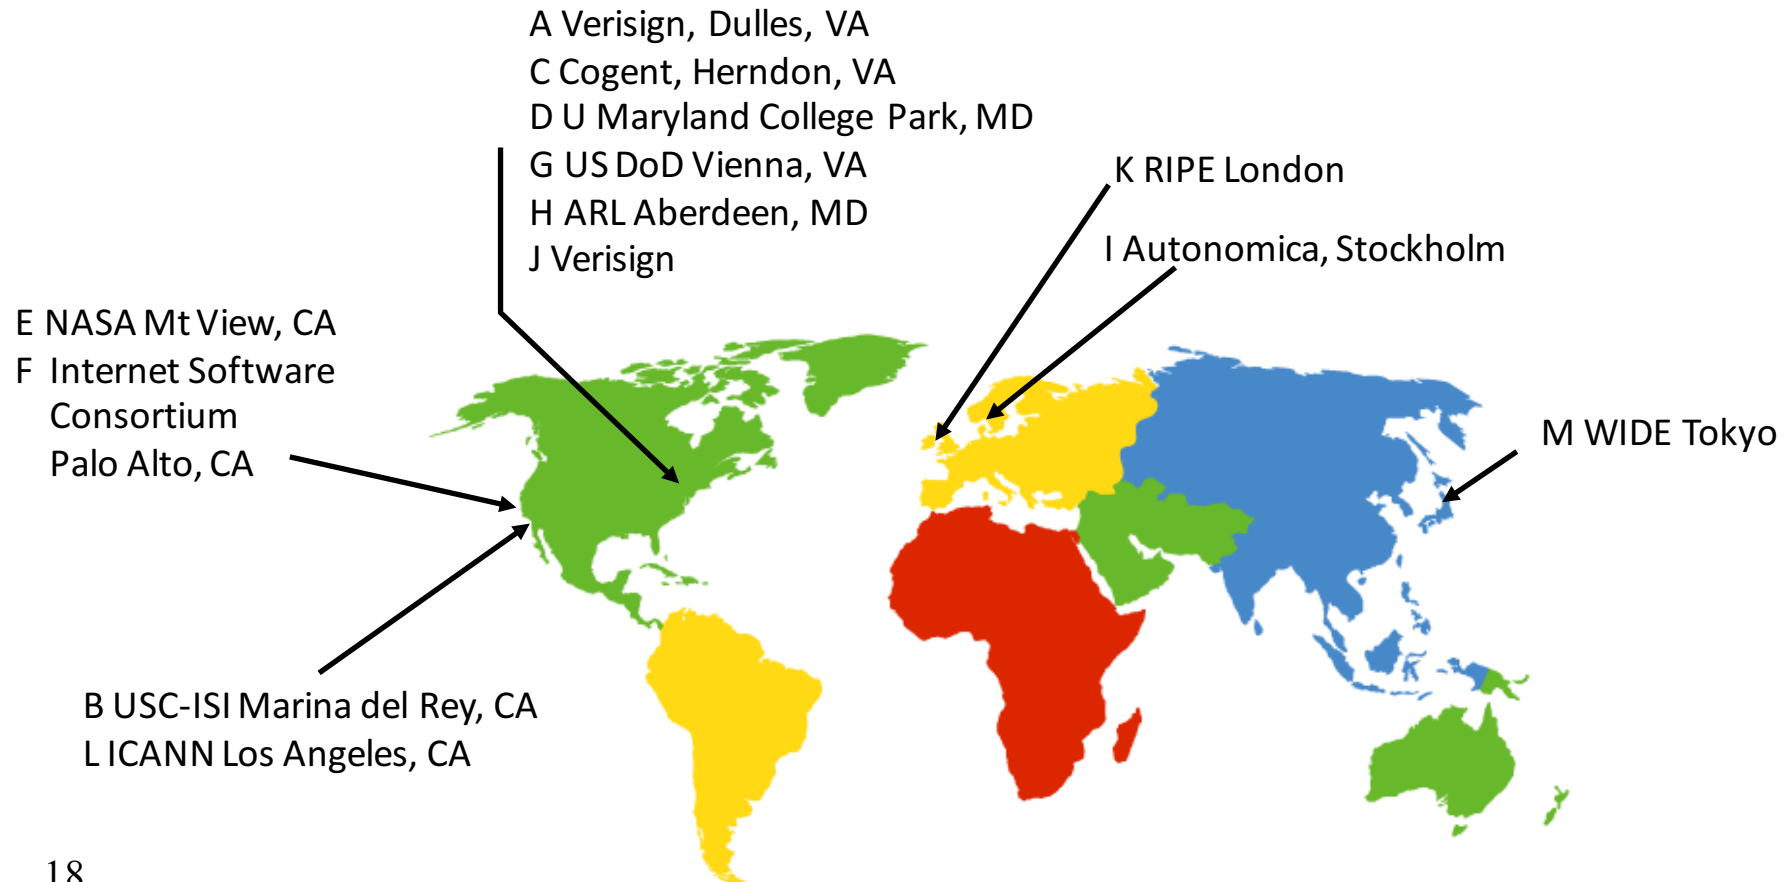 A Verisign, Dulles, VA
C Cogent, Herndon, VA
D U Maryland College Park, MD
G US DoD Vienna, VA
H ARL Aberdeen, MD
J Verisign
K RIPE London
I Autonomica, Stockholm
E NASA Mt View, CA
F Internet Software
Consortium
Palo Alto, CA
M WIDE Tokyo
B USC-ISI Marina del Rey, CA
L ICANN Los Angeles, CA
18